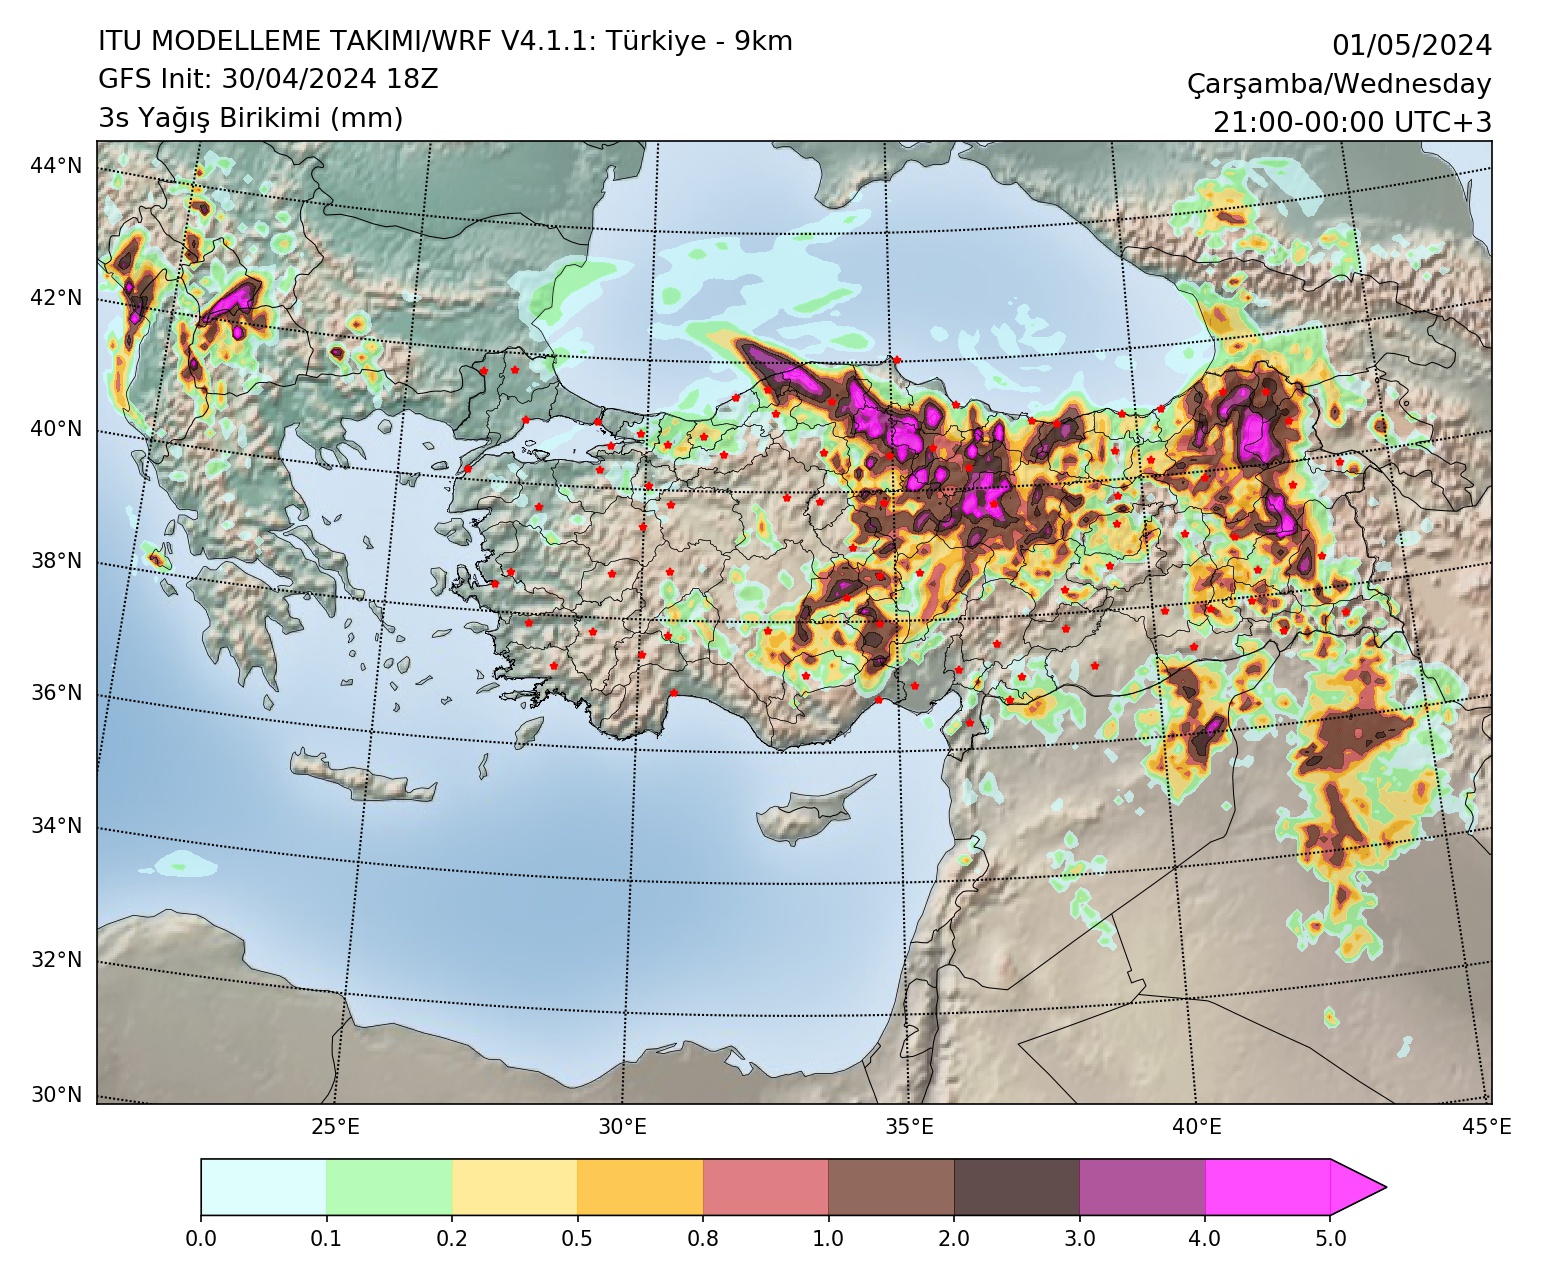 ITU MODELLEME TAKIMI/WRF V4.1.1: Türkiye - 9km
GFS Init: 30/04/2024 18Z
3s Yağış Birikimi (mm)
01/05/2024
Çarşamba/Wednesday
21:00-00:00 UTC+3
44°N
42°N
40°N
38°N
36°N
34°N
32°N
30°N
25°E 30°E 35°E 40°E 45°E
0.0 0.1 0.2 0.5 0.8 1.0 2.0 3.0 4.0 5.0